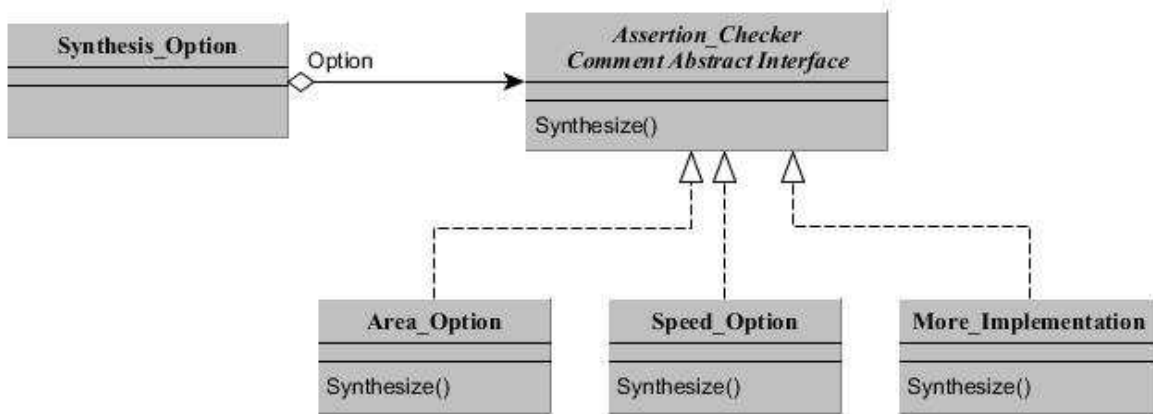 Synthesis_Option
Option
Assertion_Checker
Comment Abstract Interface
Synthesize()
Area_Option
Synthesize()
Speed_Option
Synthesize()
More_Implementation
Synthesize()